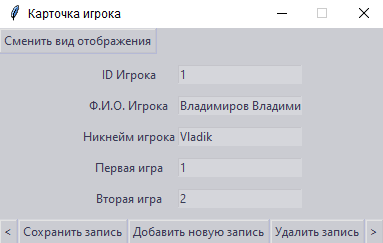 Карточка игрока
Сменить вид отображения
ID Игрока 1
Ф.И.О. Игрока Владимиров Владими
Никнейм игрока Vladik
Первая игра 1
Вторая игра 2
< Сохранить запись Добавить новую запись Удалить запись >